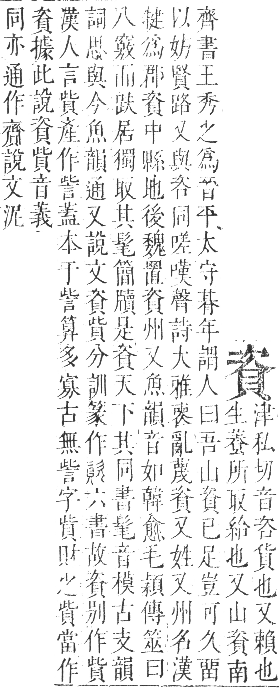 資
津私切音咨貨也又賴也
生養所取給也又山資南
齊書王秀之爲晉平太守朞年謂人曰吾山資已足豈可久留
以妨賢路又與咨同嗟嘆聲詩大雅喪亂蔑資又姓又州名漢
犍爲郡資中縣地後魏置資州又魚韻音如韓愈毛穎傳筮曰
八竅而趺居獨取其髦簡牘是資天下其同書髦音模古支韻
詞思與今魚韻通又說文資貲分訓篆作䝴六書故資别作貲
漢人言貲產作訾蓋本于訾算多寡古無訾字貲財之貲當作
資據此說資貲音義
同亦通作齎說文泥